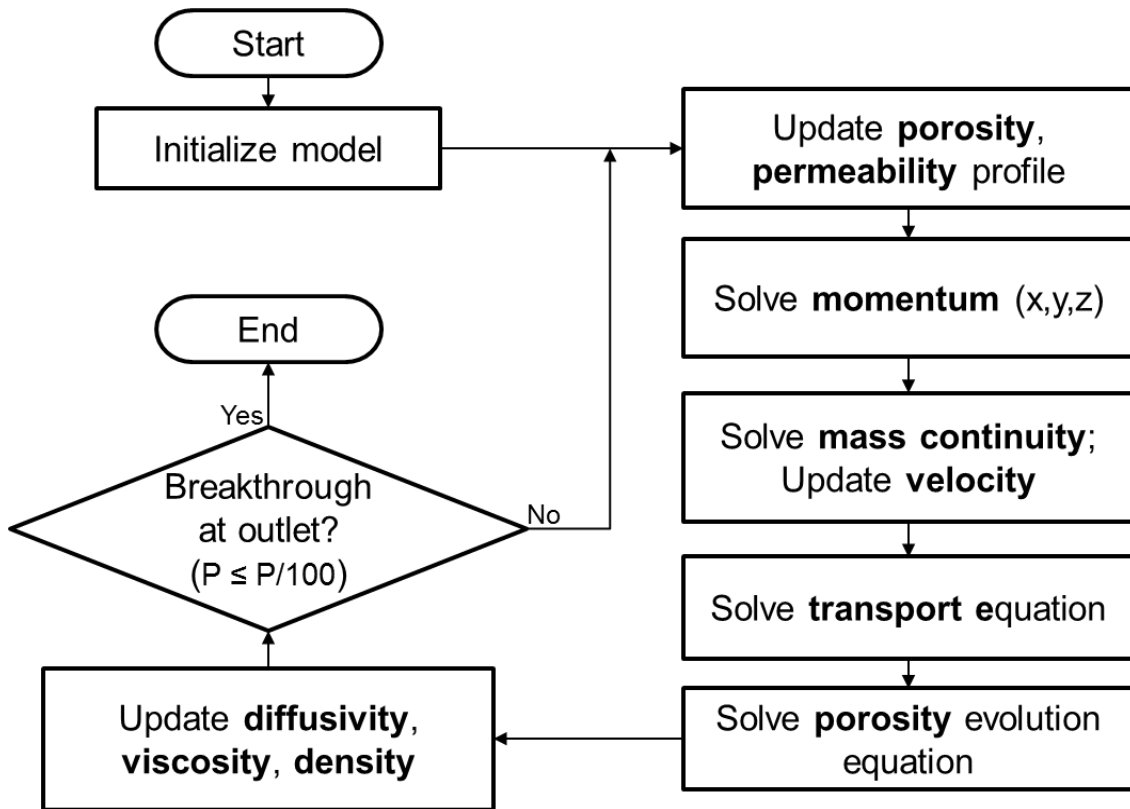 Start
Initialize model
Update porosity,
permeability profile
Solve momentum (x,y,z)
Solve mass continuity;
Update velocity
Solve transport equation
Solve porosity evolution
equation
Update diffusivity,
viscosity, density
Breakthrough
at outlet?
(P ≤ P/100)
Yes
No
End